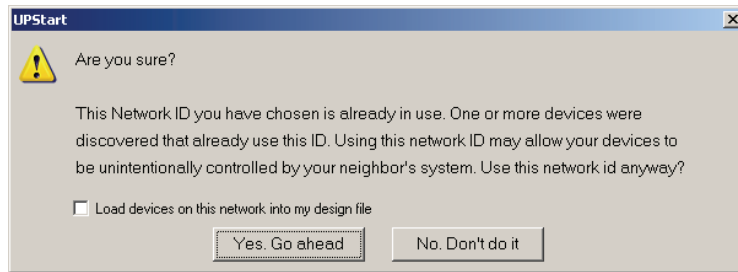 UPStart
Are you sure?
This Network ID you have chosen is already in use. One or more devices were
discovered that already use this ID. Using this network ID may allow your devices to
be unintentionally controlled by your neighbor's system. Use this network id anyway?
Load devices on this network into my design file
Yes. Go ahead
No. Don't do it